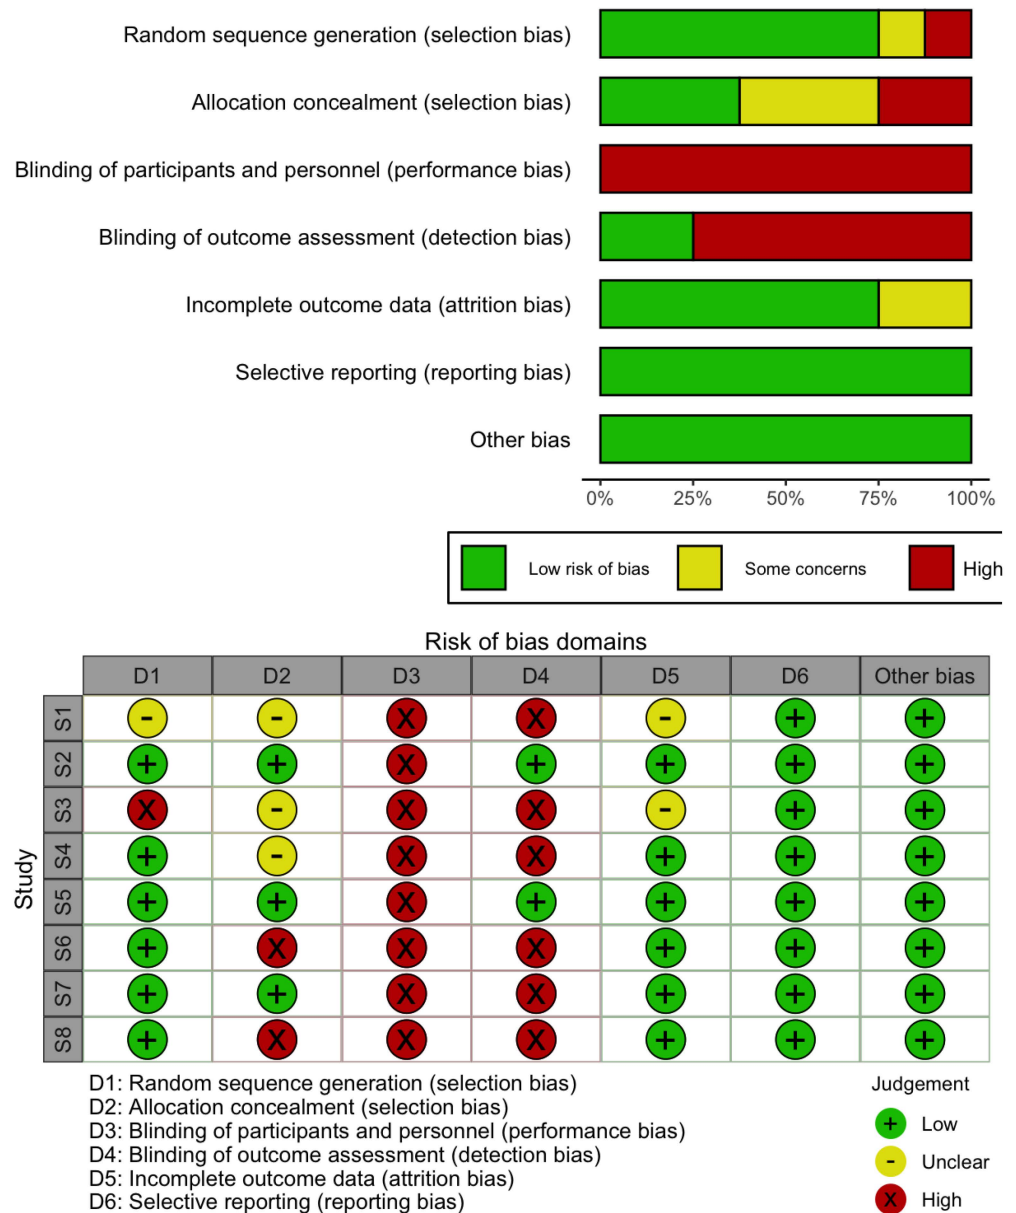 Random sequence generation (selection bias)
Allocation concealment (selection bias)
Blinding of participants and personnel (performance bias)
Blinding of outcome assessment (detection bias)
Incomplete outcome data (attrition bias)
Selective reporting (reporting bias)
Other bias
0% 25% 50% 75% 100%
Low risk of bias Some concerns High
Risk of bias domains
D1 D2 D3 D4 D5 D6 Other bias
Study
S1 - - X X - + +
S2 + + X + + + +
S3 X - X X - + +
S4 + - X X + + +
S5 + + X + + + +
S6 + X X X + + +
S7 + + X X + + +
S8 + X X X + + +
D1: Random sequence generation (selection bias)
D2: Allocation concealment (selection bias)
D3: Blinding of participants and personnel (performance bias)
D4: Blinding of outcome assessment (detection bias)
D5: Incomplete outcome data (attrition bias)
D6: Selective reporting (reporting bias)
Judgement
+ Low
- Unclear
X High